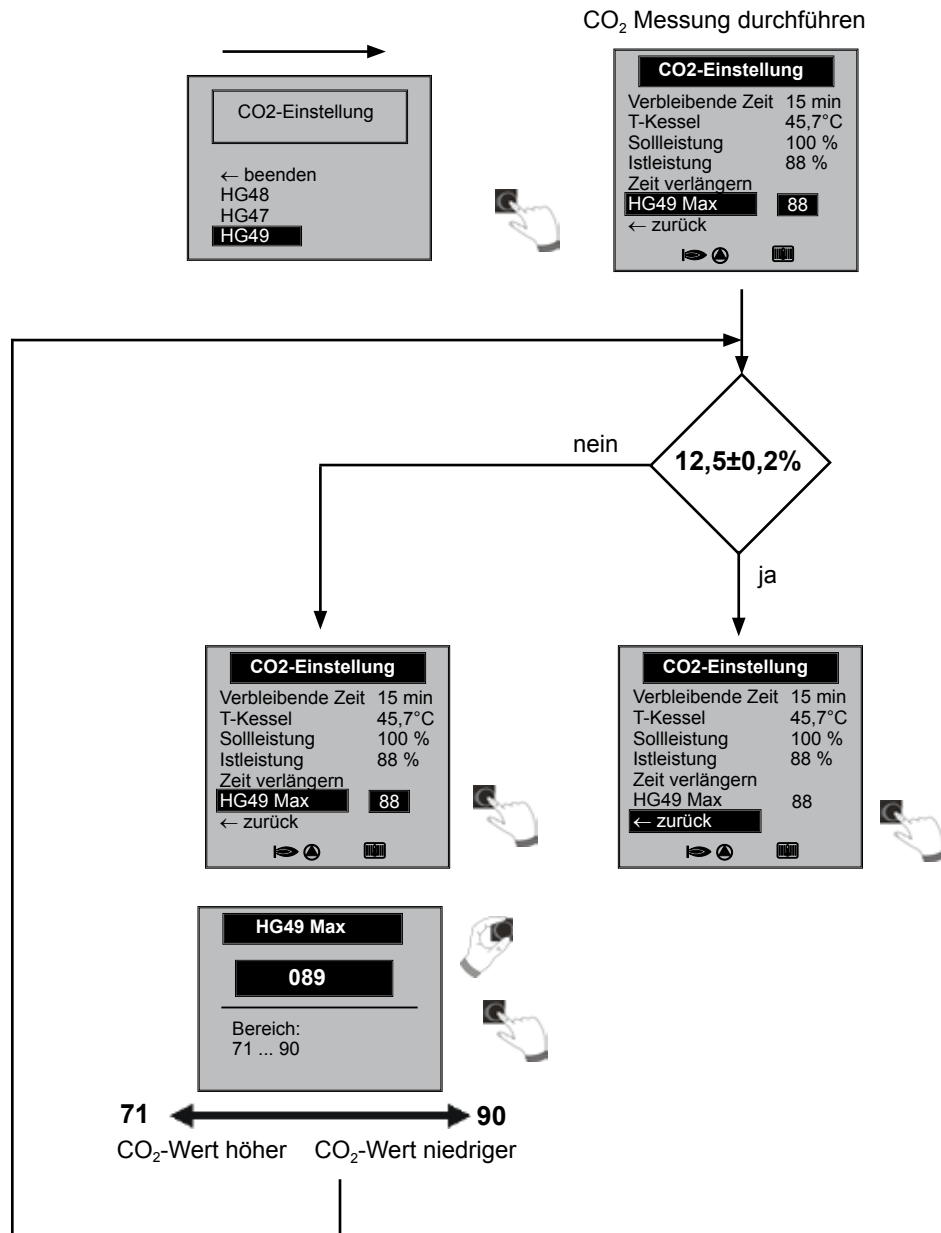 CO₂ Messung durchführen
CO2-Einstellung
← beenden
HG48
HG47
HG49
CO2-Einstellung
Verbleibende Zeit 15 min
T-Kessel 45,7°C
Sollleistung 100 %
Istleistung 88 %
Zeit verlängern
HG49 Max 88
← zurück
12,5±0,2%
nein
ja
CO2-Einstellung
Verbleibende Zeit 15 min
T-Kessel 45,7°C
Sollleistung 100 %
Istleistung 88 %
Zeit verlängern
HG49 Max 88
← zurück
CO2-Einstellung
Verbleibende Zeit 15 min
T-Kessel 45,7°C
Sollleistung 100 %
Istleistung 88 %
Zeit verlängern
HG49 Max 88
← zurück
HG49 Max
089
Bereich:
71 ... 90
71 90
CO₂-Wert höher CO₂-Wert niedriger